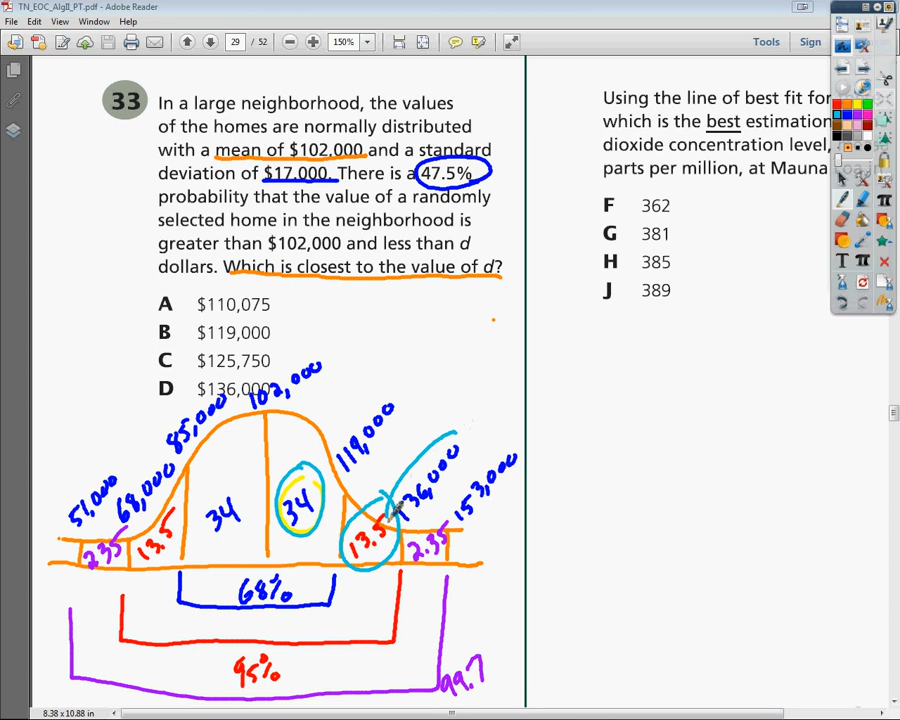 TN_EOC_AlgII_PT.pdf - Adobe Reader
File Edit View Window Help
29 / 52 150% Tools Sign
33 In a large neighborhood, the values
of the homes are normally distributed
with a mean of $102,000 and a standard
deviation of $17,000. There is a 47.5%
probability that the value of a randomly
selected home in the neighborhood is
greater than $102,000 and less than d
dollars. Which is closest to the value of d?
A $110,075
B $119,000
C $125,750
D $136,000
Using the line of best fit for
which is the best estimation
dioxide concentration level,
parts per million, at Mauna
F 362
G 381
H 385
J 389
51,000 68,000 85,000 102,000 119,000 136,000 153,000
2.35 13.5 34 34 13.5 2.35
68%
95%
99.7
8.38 x 10.88 in